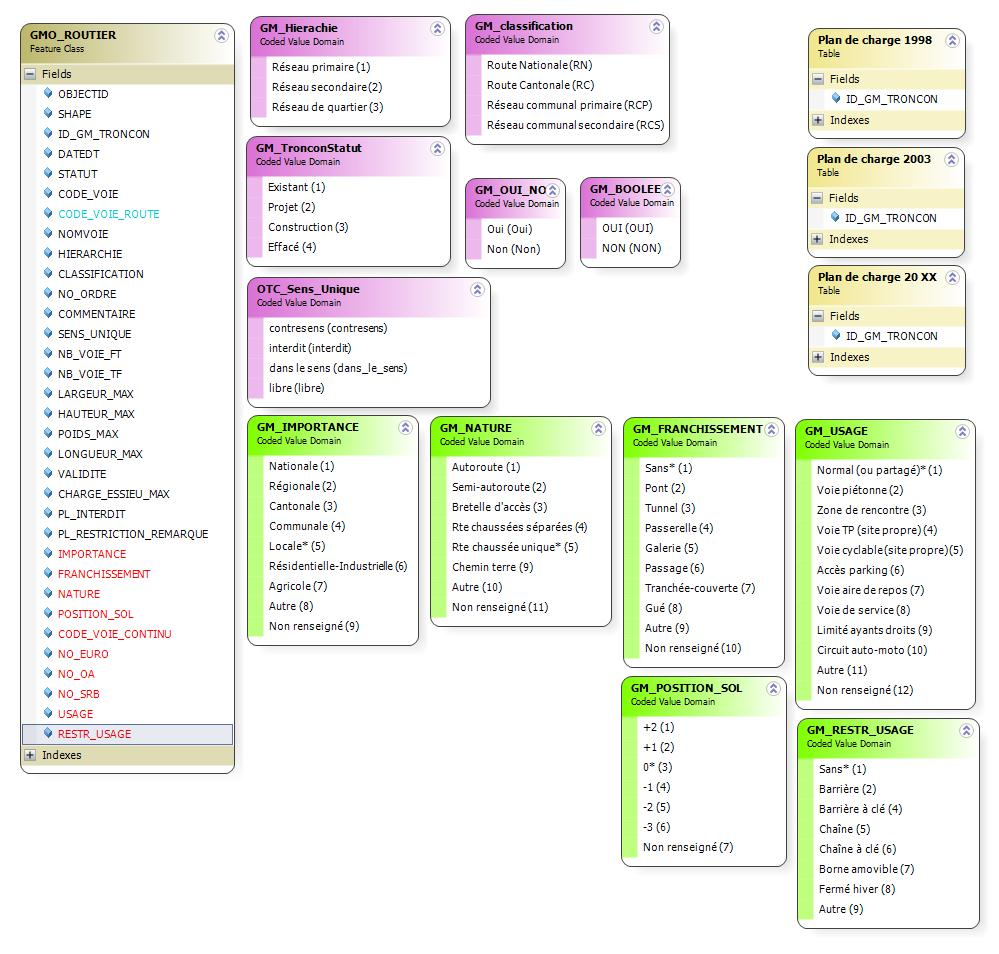 GMO_ROUTIER
Feature Class
Fields
OBJECTID
SHAPE
ID_GM_TRONCON
DATEDT
STATUT
CODE_VOIE
CODE_VOIE_ROUTE
NOMVOIE
HIERARCHIE
CLASSIFICATION
NO_ORDRE
COMMENTAIRE
SENS_UNIQUE
NB_VOIE_FT
NB_VOIE_TF
LARGEUR_MAX
HAUTEUR_MAX
POIDS_MAX
LONGUEUR_MAX
VALIDITE
CHARGE_ESSIEU_MAX
PL_INTERDIT
PL_RESTRICTION_REMARQUE
IMPORTANCE
FRANCHISSEMENT
NATURE
POSITION_SOL
CODE_VOIE_CONTINU
NO_EURO
NO_OA
NO_SRB
USAGE
RESTR_USAGE
Indexes
GM_Hierachie
Coded Value Domain
Réseau primaire (1)
Réseau secondaire (2)
Réseau de quartier (3)
GM_classification
Coded Value Domain
Route Nationale (RN)
Route Cantonale (RC)
Réseau communal primaire (RCP)
Réseau communal secondaire (RCS)
GM_TronconStatut
Coded Value Domain
Existant (1)
Projet (2)
Construction (3)
Effacé (4)
GM_OUI_NO
Coded Value Domain
Oui (Oui)
Non (Non)
GM_BOOLEE
Coded Value Domain
OUI (OUI)
NON (NON)
OTC_Sens_Unique
Coded Value Domain
contresens (contresens)
interdit (interdit)
dans le sens (dans_le_sens)
libre (libre)
Plan de charge 1998
Table
Fields
ID_GM_TRONCON
Indexes
Plan de charge 2003
Table
Fields
ID_GM_TRONCON
Indexes
Plan de charge 20 XX
Table
Fields
ID_GM_TRONCON
Indexes
GM_IMPORTANCE
Coded Value Domain
Nationale (1)
Régionale (2)
Cantonale (3)
Communale (4)
Locale* (5)
Résidentielle-Industrielle (6)
Agricole (7)
Autre (8)
Non renseigné (9)
GM_NATURE
Coded Value Domain
Autoroute (1)
Semi-autoroute (2)
Bretelle d'accès (3)
Rte chaussées séparées (4)
Rte chaussée unique* (5)
Chemin terre (9)
Autre (10)
Non renseigné (11)
GM_FRANCHISSEMENT
Coded Value Domain
Sans* (1)
Pont (2)
Tunnel (3)
Passerelle (4)
Galerie (5)
Passage (6)
Tranchée-couverte (7)
Gué (8)
Autre (9)
Non renseigné (10)
GM_USAGE
Coded Value Domain
Normal (ou partagé)* (1)
Voie piétonne (2)
Zone de rencontre (3)
Voie TP (site propre) (4)
Voie cyclable (site propre) (5)
Accès parking (6)
Voie aire de repos (7)
Voie de service (8)
Limité ayants droits (9)
Circuit auto-moto (10)
Autre (11)
Non renseigné (12)
GM_POSITION_SOL
Coded Value Domain
+2 (1)
+1 (2)
0* (3)
-1 (4)
-2 (5)
-3 (6)
Non renseigné (7)
GM_RESTR_USAGE
Coded Value Domain
Sans* (1)
Barrière (2)
Barrière à clé (4)
Chaîne (5)
Chaîne à clé (6)
Borne amovible (7)
Fermé hiver (8)
Autre (9)